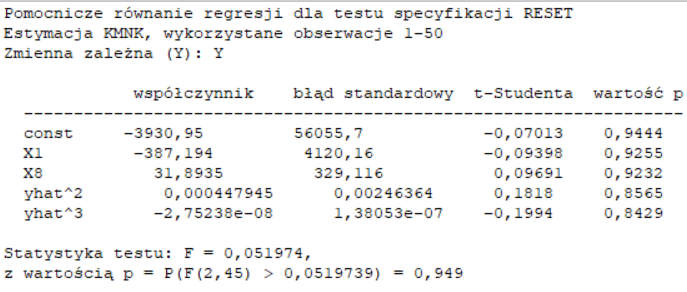 Pomocnicze równanie regresji dla testu specyfikacji RESET
Estymacja KMNK, wykorzystane obserwacje 1-50
Zmienna zależna (Y): Y
współczynnik błąd standardowy t-Studenta wartość p
const -3930,95 56055,7 -0,07013 0,9444
X1 -387,194 4120,16 -0,09398 0,9255
X8 31,8935 329,116 0,09691 0,9232
yhat^2 0,000447945 0,00246364 0,1818 0,8565
yhat^3 -2,75238e-08 1,38053e-07 -0,1994 0,8429
Statystyka testu: F = 0,051974,
z wartością p = P(F(2,45) > 0,0519739) = 0,949